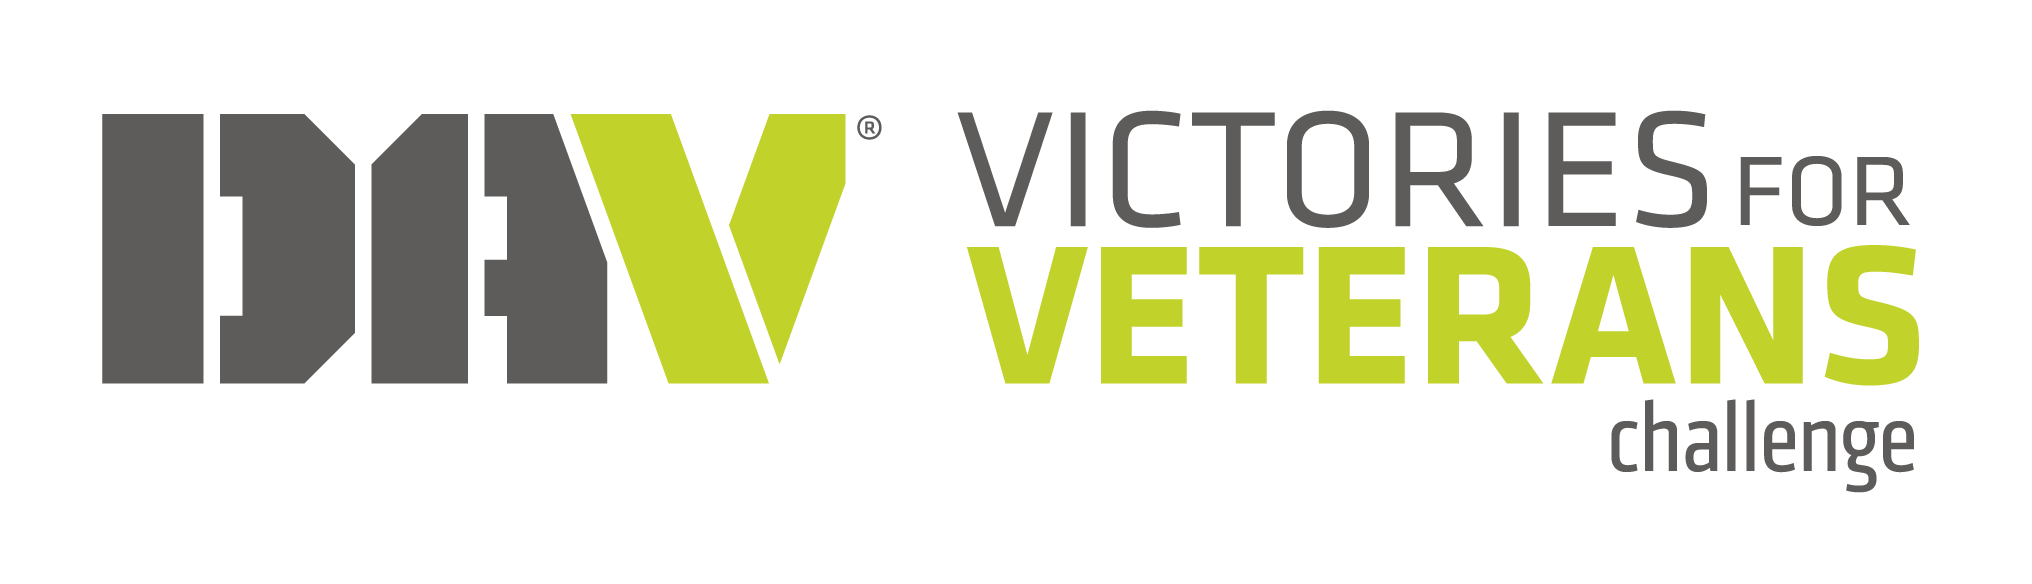 DAV®
VICTORIES FOR
VETERANS
challenge